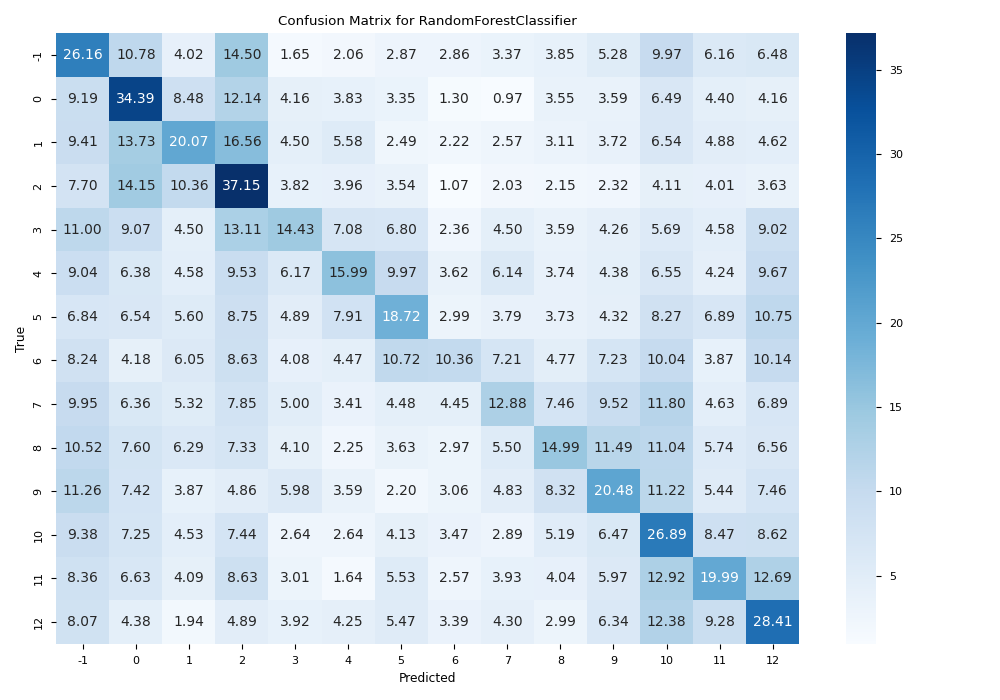 Confusion Matrix for RandomForestClassifier
-1 26.16 10.78 4.02 14.50 1.65 2.06 2.87 2.86 3.37 3.85 5.28 9.97 6.16 6.48
0 9.19 34.39 8.48 12.14 4.16 3.83 3.35 1.30 0.97 3.55 3.59 6.49 4.40 4.16
1 9.41 13.73 20.07 16.56 4.50 5.58 2.49 2.22 2.57 3.11 3.72 6.54 4.88 4.62
2 7.70 14.15 10.36 37.15 3.82 3.96 3.54 1.07 2.03 2.15 2.32 4.11 4.01 3.63
3 11.00 9.07 4.50 13.11 14.43 7.08 6.80 2.36 4.50 3.59 4.26 5.69 4.58 9.02
4 9.04 6.38 4.58 9.53 6.17 15.99 9.97 3.62 6.14 3.74 4.38 6.55 4.24 9.67
5 6.84 6.54 5.60 8.75 4.89 7.91 18.72 2.99 3.79 3.73 4.32 8.27 6.89 10.75
6 8.24 4.18 6.05 8.63 4.08 4.47 10.72 10.36 7.21 4.77 7.23 10.04 3.87 10.14
7 9.95 6.36 5.32 7.85 5.00 3.41 4.48 4.45 12.88 7.46 9.52 11.80 4.63 6.89
8 10.52 7.60 6.29 7.33 4.10 2.25 3.63 2.97 5.50 14.99 11.49 11.04 5.74 6.56
9 11.26 7.42 3.87 4.86 5.98 3.59 2.20 3.06 4.83 8.32 20.48 11.22 5.44 7.46
10 9.38 7.25 4.53 7.44 2.64 2.64 4.13 3.47 2.89 5.19 6.47 26.89 8.47 8.62
11 8.36 6.63 4.09 8.63 3.01 1.64 5.53 2.57 3.93 4.04 5.97 12.92 19.99 12.69
12 8.07 4.38 1.94 4.89 3.92 4.25 5.47 3.39 4.30 2.99 6.34 12.38 9.28 28.41
-1 0 1 2 3 4 5 6 7 8 9 10 11 12
Predicted
True
35
30
25
20
15
10
5